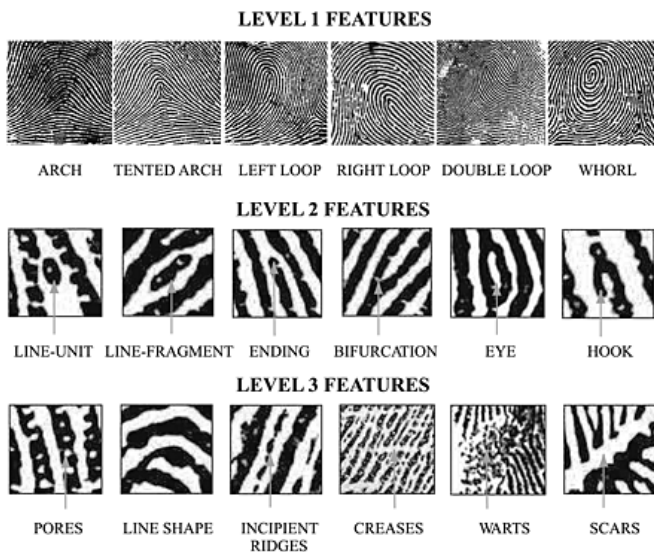 LEVEL 1 FEATURES
ARCH TENTED ARCH LEFT LOOP RIGHT LOOP DOUBLE LOOP WHORL
LEVEL 2 FEATURES
LINE-UNIT LINE-FRAGMENT ENDING BIFURCATION EYE HOOK
LEVEL 3 FEATURES
PORES LINE SHAPE INCIPIENT RIDGES CREASES WARTS SCARS